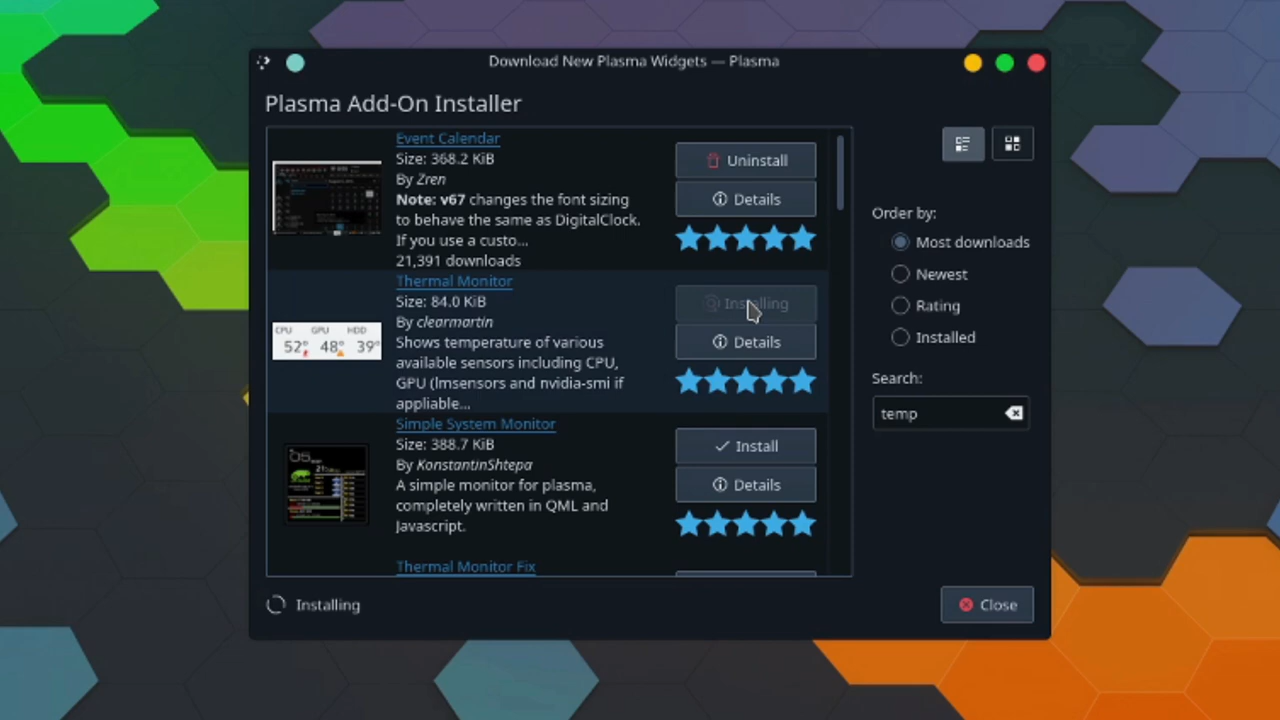 Download New Plasma Widgets — Plasma
Plasma Add-On Installer
Event Calendar
Size: 368.2 KiB
By Zren
Note: v67 changes the font sizing
to behave the same as DigitalClock.
If you use a custo...
21,391 downloads
Uninstall
Details
Thermal Monitor
Size: 84.0 KiB
By clearmartin
Shows temperature of various
available sensors including CPU,
GPU (lmsensors and nvidia-smi if
appliable...
CPU GPU HDD
52° 48° 39°
Installing
Details
Simple System Monitor
Size: 388.7 KiB
By KonstantinShtepa
A simple monitor for plasma,
completely written in QML and
Javascript.
Install
Details
Thermal Monitor Fix
Order by:
Most downloads
Newest
Rating
Installed
Search:
temp
Installing
Close